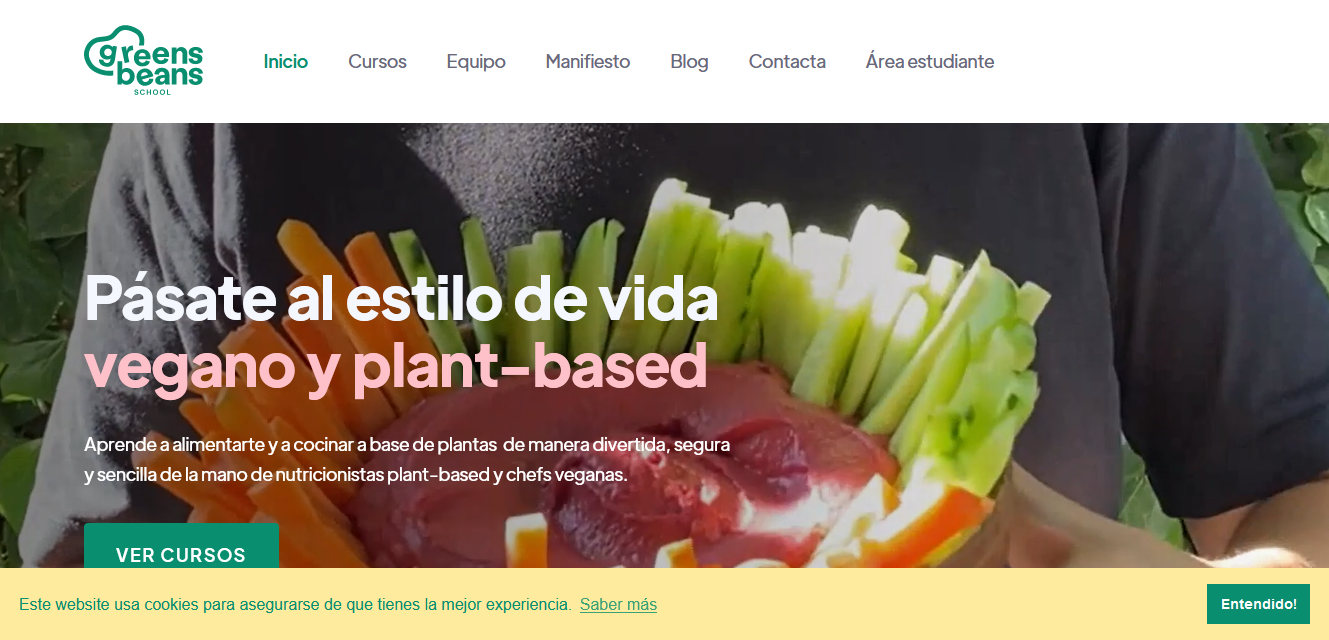 greens
beans
SCHOOL
Inicio Cursos Equipo Manifiesto Blog Contacta Área estudiante
Pásate al estilo de vida
vegano y plant-based
Aprende a alimentarte y a cocinar a base de plantas de manera divertida, segura
y sencilla de la mano de nutricionistas plant-based y chefs veganas.
VER CURSOS
Este website usa cookies para asegurarse de que tienes la mejor experiencia. Saber más
Entendido!